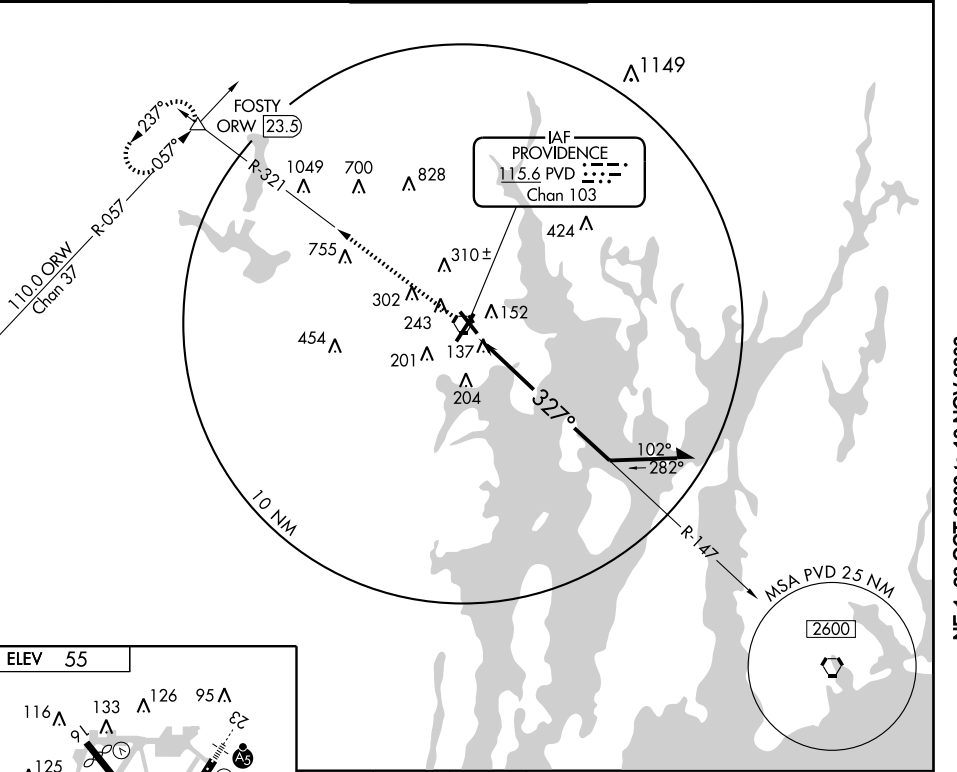 1149
FOSTY
ORW 23.5
237°
057°
IAF
PROVIDENCE
115.6 PVD
Chan 103
R-321
1049
700
828
424
R-057
110.0 ORW
Chan 37
755
310±
302
243
152
454
201
137
204
327°
102°
282°
10 NM
R-147
MSA PVD 25 NM
2600
ELEV 55
116
133
126
95
16
23
A5
125